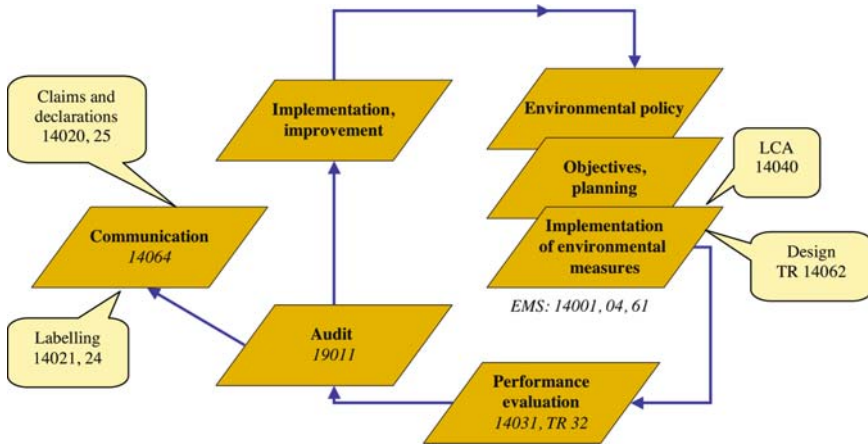 Claims and
declarations
14020, 25
Implementation,
improvement
Environmental policy
Objectives,
planning
LCA
14040
Communication
14064
Implementation
of environmental
measures
Design
TR 14062
EMS: 14001, 04, 61
Labelling
14021, 24
Audit
19011
Performance
evaluation
14031, TR 32